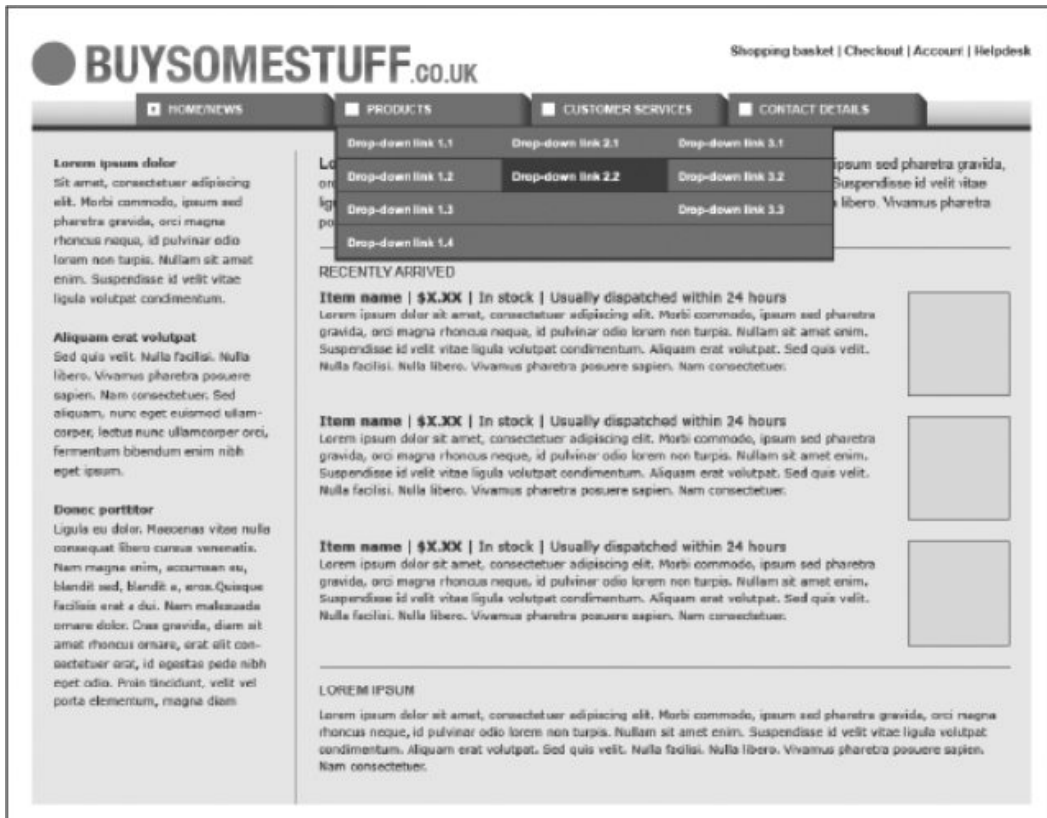 BUYSOMESTUFF.CO.UK
Shopping basket | Checkout | Account | Helpdesk
HOME/NEWS
PRODUCTS
CUSTOMER SERVICES
CONTACT DETAILS
Drop-down link 1.1 Drop-down link 2.1 Drop-down link 3.1
Drop-down link 1.2 Drop-down link 2.2 Drop-down link 3.2
Drop-down link 1.3 Drop-down link 3.3
Drop-down link 1.4
Lorem ipsum dolor
Sit amet, consectetuer adipiscing
elit. Morbi commodo, ipsum sed
pharetra gravida, orci magna
rhoncus neque, id pulvinar odio
lorem non turpis. Nullam sit amet
enim. Suspendisse id velit vitae
ligula volutpat condimentum.
Aliquam erat volutpat
Sed quis velit. Nulla facilisi. Nulla
libero. Vivamus pharetra posuere
sapien. Nam consectetuer. Sed
aliquam, nunc eget euismod ullam-
corper, lectus nunc ullamcorper orci,
fermentum bibendum enim nibh
eget ipsum.
Donec porttitor
Ligula eu dolor. Maecenas vitae nulla
consequat libero cursus venenatis.
Nam magna enim, accumsan eu,
blandit sed, blandit a, eros.Quisque
facilisis erat a dui. Nam malesuada
ornare dolor. Cras gravida, diam sit
amet rhoncus ornare, erat elit con-
sectetuer erat, id egestas pede nibh
eget odio. Proin tincidunt, velit vel
porta elementum, magna diam
Lo ipsum sed pharetra gravida,
orc Suspendisse id velit vitae
lig libero. Vivamus pharetra
po
RECENTLY ARRIVED
Item name | $X.XX | In stock | Usually dispatched within 24 hours
Lorem ipsum dolor sit amet, consectetuer adipiscing elit. Morbi commodo, ipsum sed pharetra
gravida, orci magna rhoncus neque, id pulvinar odio lorem non turpis. Nullam sit amet enim.
Suspendisse id velit vitae ligula volutpat condimentum. Aliquam erat volutpat. Sed quis velit.
Nulla facilisi. Nulla libero. Vivamus pharetra posuere sapien. Nam consectetuer.
Item name | $X.XX | In stock | Usually dispatched within 24 hours
Lorem ipsum dolor sit amet, consectetuer adipiscing elit. Morbi commodo, ipsum sed pharetra
gravida, orci magna rhoncus neque, id pulvinar odio lorem non turpis. Nullam sit amet enim.
Suspendisse id velit vitae ligula volutpat condimentum. Aliquam erat volutpat. Sed quis velit.
Nulla facilisi. Nulla libero. Vivamus pharetra posuere sapien. Nam consectetuer.
Item name | $X.XX | In stock | Usually dispatched within 24 hours
Lorem ipsum dolor sit amet, consectetuer adipiscing elit. Morbi commodo, ipsum sed pharetra
gravida, orci magna rhoncus neque, id pulvinar odio lorem non turpis. Nullam sit amet enim.
Suspendisse id velit vitae ligula volutpat condimentum. Aliquam erat volutpat. Sed quis velit.
Nulla facilisi. Nulla libero. Vivamus pharetra posuere sapien. Nam consectetuer.
LOREM IPSUM
Lorem ipsum dolor sit amet, consectetuer adipiscing elit. Morbi commodo, ipsum sed pharetra gravida, orci magna
rhoncus neque, id pulvinar odio lorem non turpis. Nullam sit amet enim. Suspendisse id velit vitae ligula volutpat
condimentum. Aliquam erat volutpat. Sed quis velit. Nulla facilisi. Nulla libero. Vivamus pharetra posuere sapien.
Nam consectetuer.